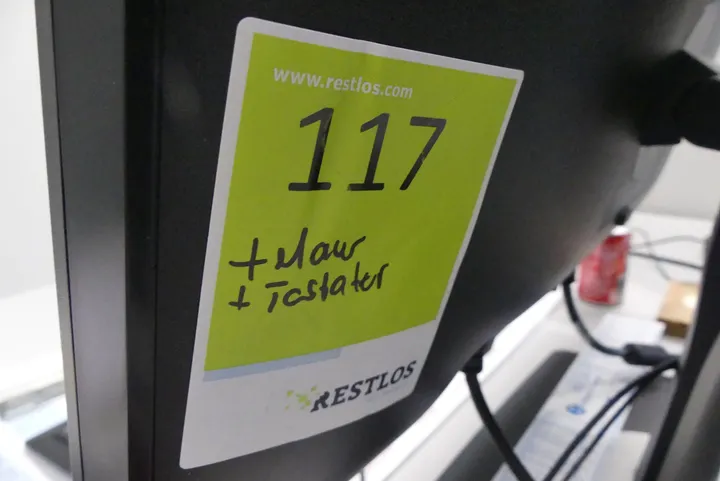 www.restlos.com
117
+ Maus
+ Tastatur
RESTLOS